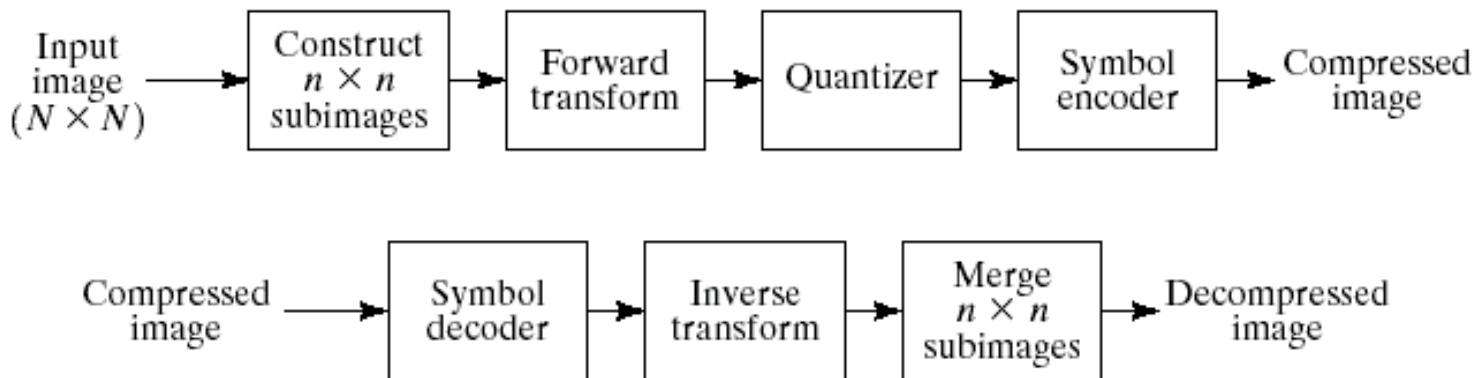 Input
image
(N × N)
Construct
n × n
subimages
Forward
transform
Quantizer
Symbol
encoder
Compressed
image
Compressed
image
Symbol
decoder
Inverse
transform
Merge
n × n
subimages
Decompressed
image